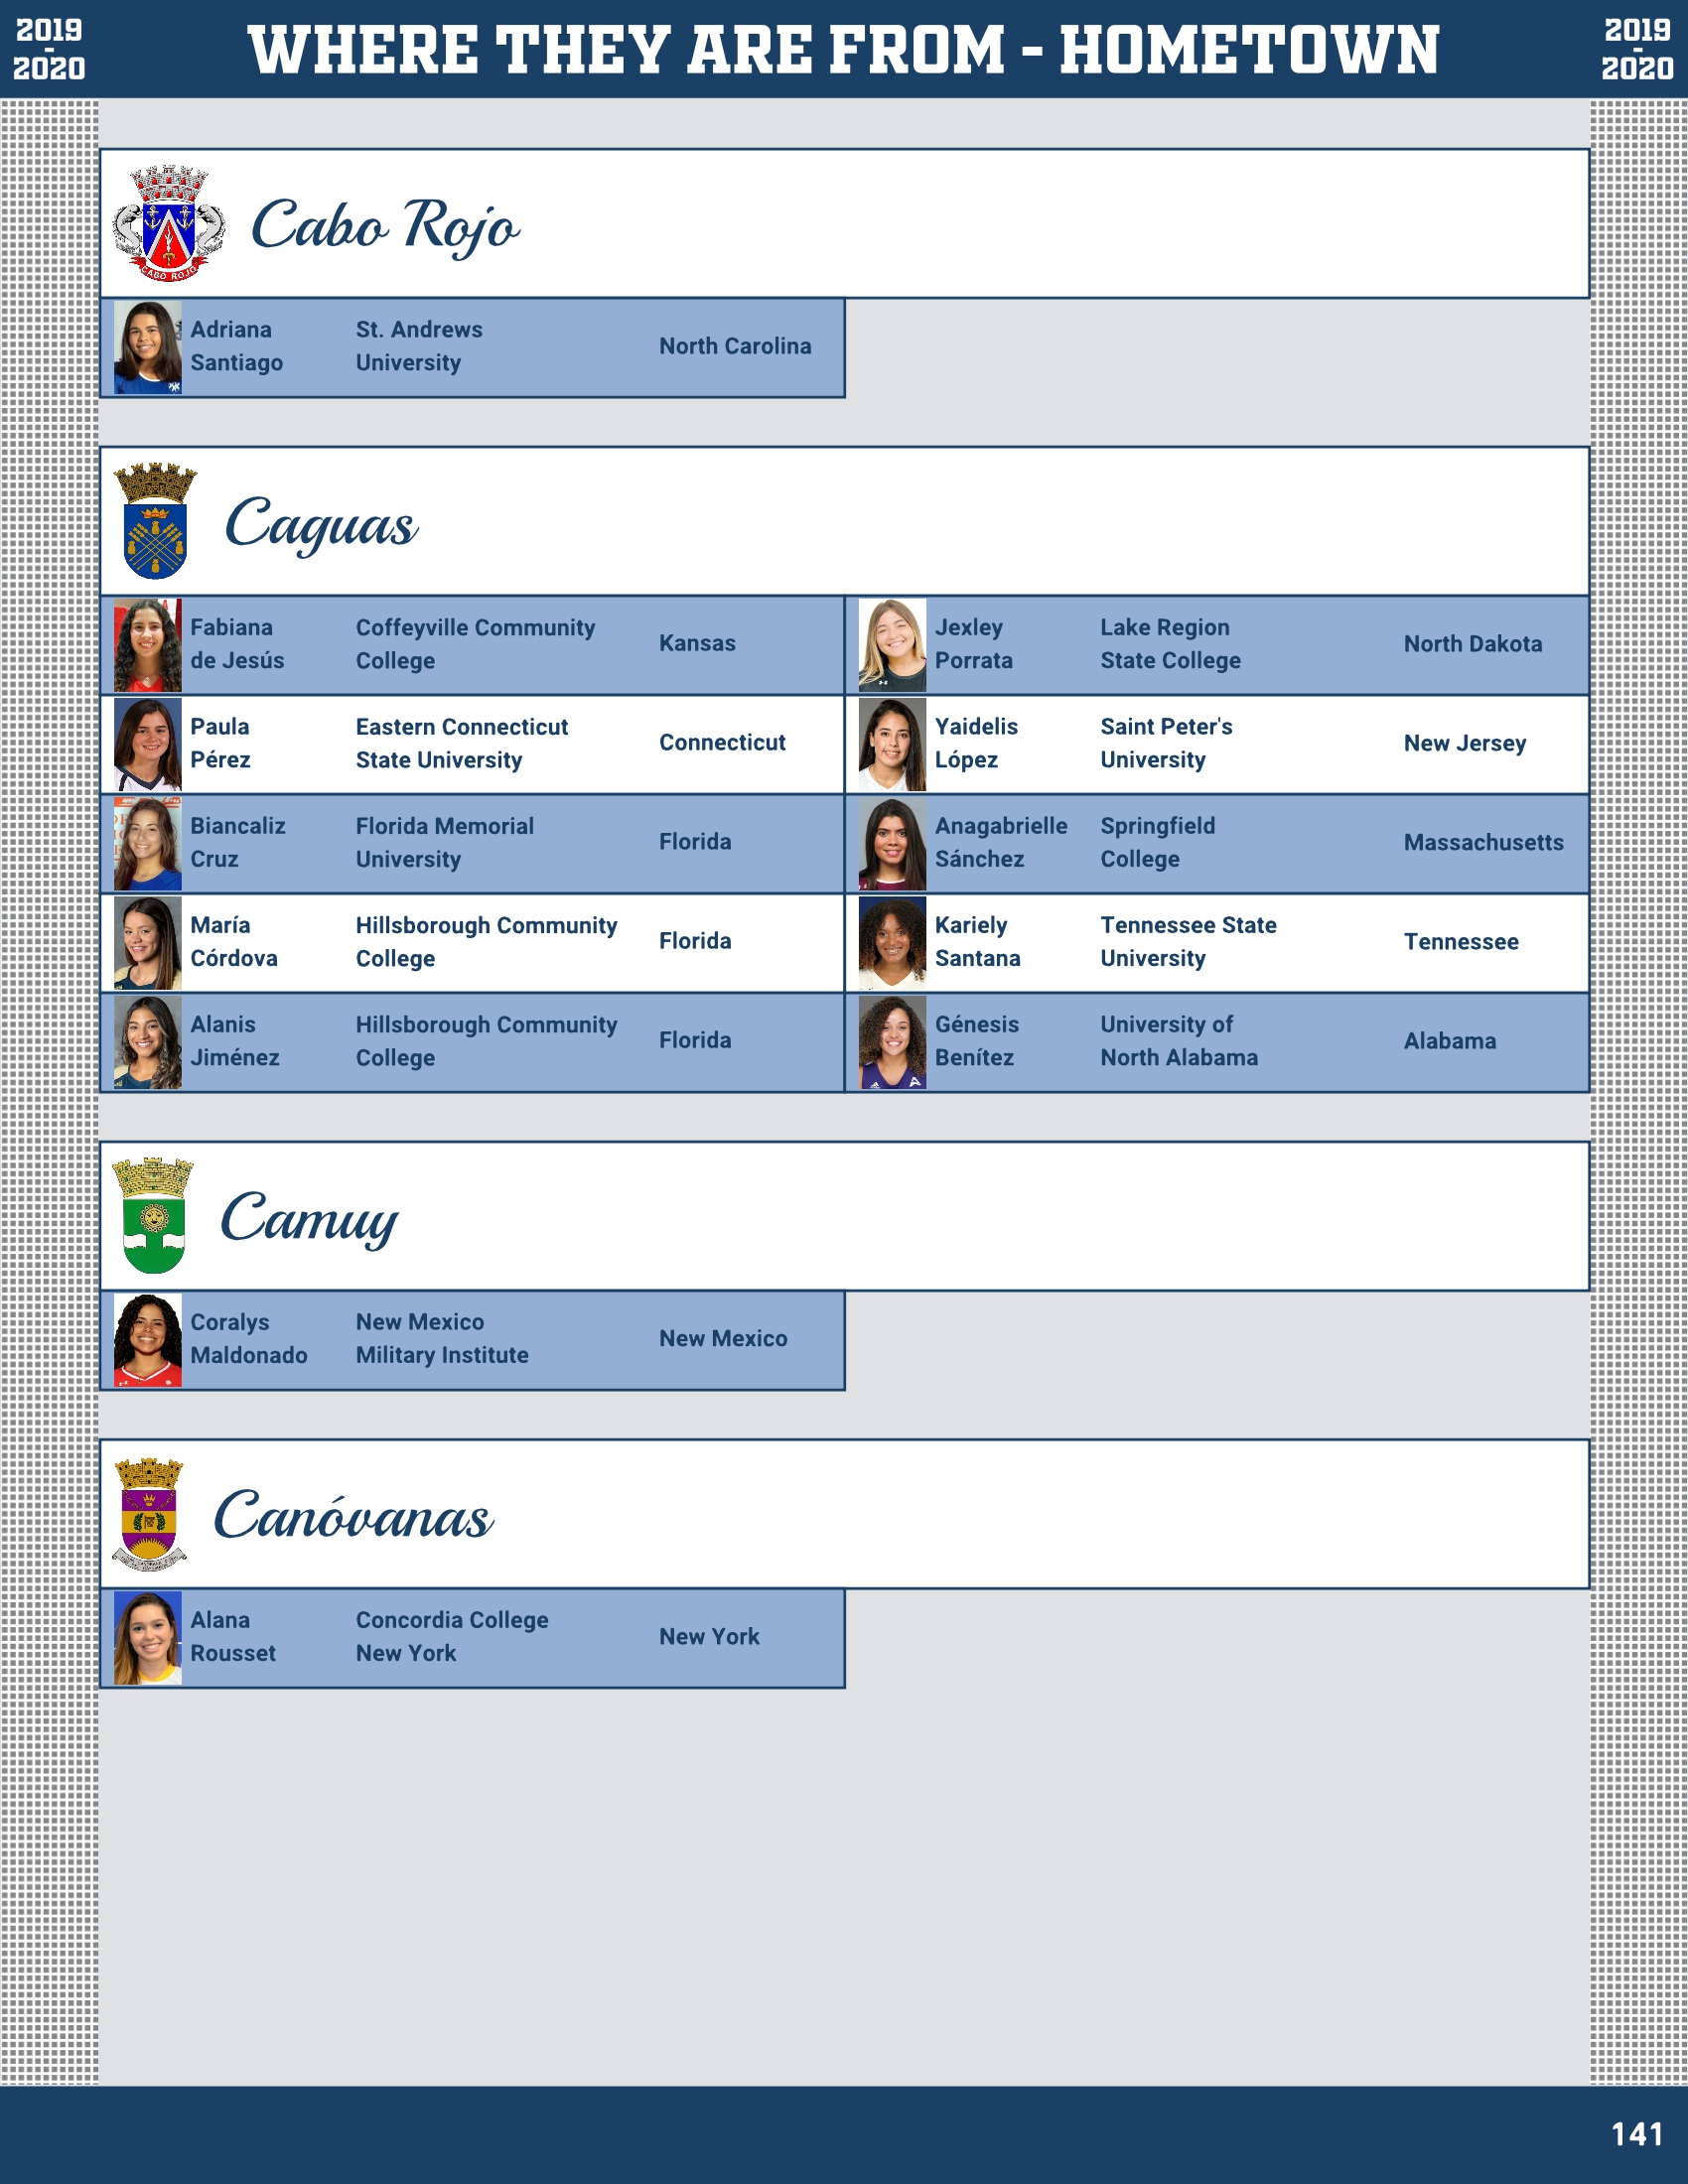 2019
-
2020
WHERE THEY ARE FROM - HOMETOWN
2019
-
2020
CABO ROJO
Cabo Rojo
Adriana
Santiago
St. Andrews
University
North Carolina
Caguas
Fabiana
de Jesús
Coffeyville Community
College
Kansas
Jexley
Porrata
Lake Region
State College
North Dakota
Paula
Pérez
Eastern Connecticut
State University
Connecticut
Yaidelis
López
Saint Peter's
University
New Jersey
Biancaliz
Cruz
Florida Memorial
University
Florida
Anagabrielle
Sánchez
Springfield
College
Massachusetts
María
Córdova
Hillsborough Community
College
Florida
Kariely
Santana
Tennessee State
University
Tennessee
Alanis
Jiménez
Hillsborough Community
College
Florida
Génesis
Benítez
University of
North Alabama
Alabama
Camuy
Coralys
Maldonado
New Mexico
Military Institute
New Mexico
Canóvanas
Alana
Rousset
Concordia College
New York
New York
141